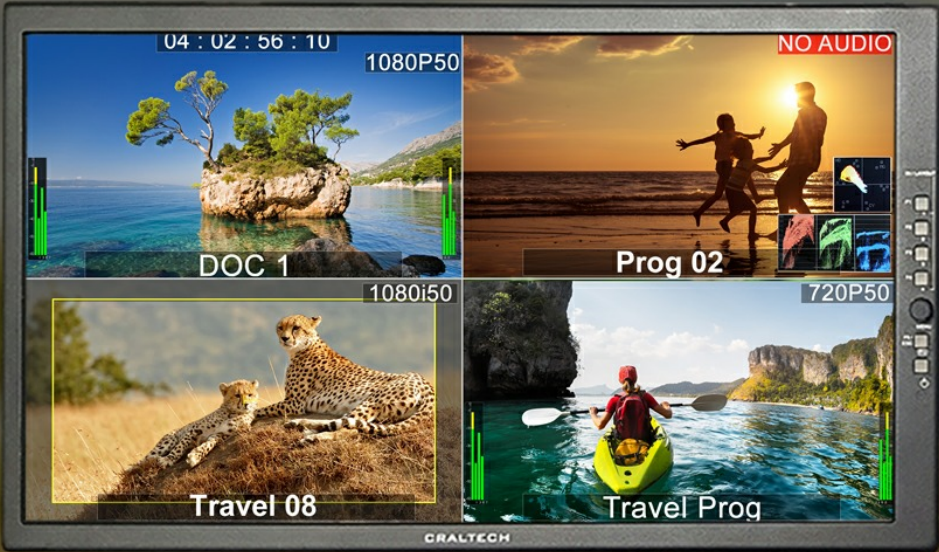 04 : 02 : 56 : 10
1080P50
DOC 1
NO AUDIO
Prog 02
1080i50
Travel 08
720P50
Travel Prog
CRALTECH